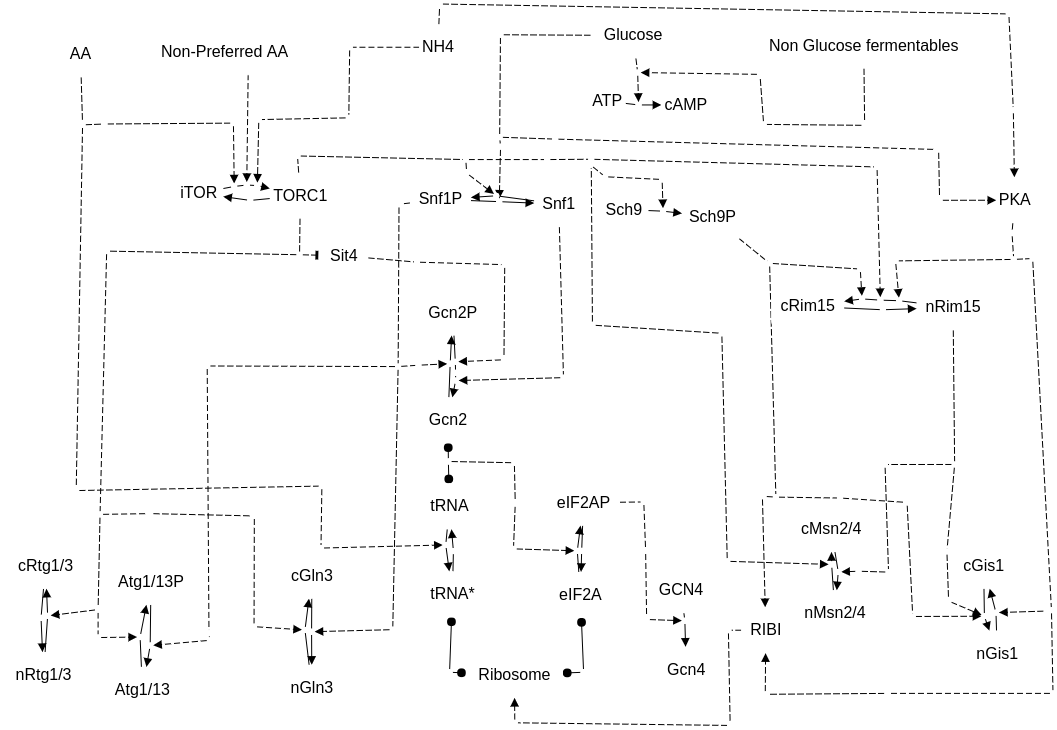 AA
Non-Preferred AA
NH4
Glucose
Non Glucose fermentables
ATP
cAMP
iTOR
TORC1
Snf1P
Snf1
Sch9
Sch9P
PKA
Sit4
Gcn2P
cRim15
nRim15
Gcn2
tRNA
eIF2AP
cMsn2/4
cRtg1/3
Atg1/13P
cGln3
tRNA*
eIF2A
GCN4
nMsn2/4
cGis1
RIBI
nRtg1/3
Atg1/13
nGln3
Ribosome
Gcn4
nGis1